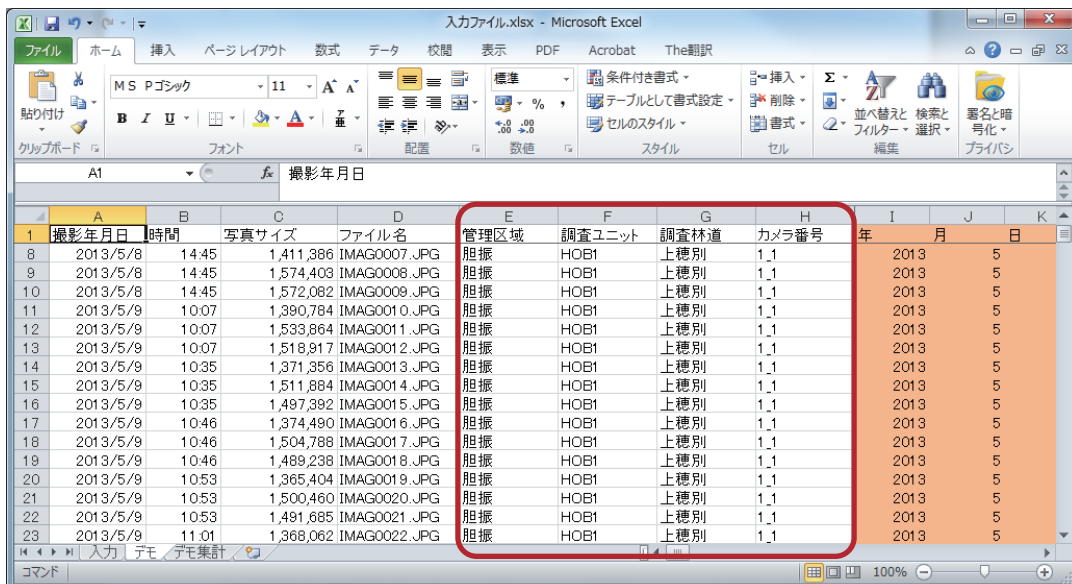 入力ファイル.xlsx - Microsoft Excel
ファイル ホーム 挿入 ページ レイアウト 数式 データ 校閲 表示 PDF Acrobat The翻訳
貼り付け MS Pゴシック 11 標準 条件付き書式 挿入 Σ
B I U A % , テーブルとして書式設定 削除 並べ替えと フィルター 検索と 選択 署名と暗号化
セルのスタイル 書式
クリップボード フォント 配置 数値 スタイル セル 編集 プライバシ
A1 fx 撮影年月日
A B C D E F G H I J K
1 撮影年月日 時間 写真サイズ ファイル名 管理区域 調査ユニット 調査林道 カメラ番号 年 月 日
8 2013/5/8 14:45 1,411,386 IMAG0007.JPG 胆振 HOB1 上穂別 1_1 2013 5
9 2013/5/8 14:45 1,574,403 IMAG0008.JPG 胆振 HOB1 上穂別 1_1 2013 5
10 2013/5/8 14:45 1,572,082 IMAG0009.JPG 胆振 HOB1 上穂別 1_1 2013 5
11 2013/5/9 10:07 1,390,784 IMAG0010.JPG 胆振 HOB1 上穂別 1_1 2013 5
12 2013/5/9 10:07 1,533,864 IMAG0011.JPG 胆振 HOB1 上穂別 1_1 2013 5
13 2013/5/9 10:07 1,518,917 IMAG0012.JPG 胆振 HOB1 上穂別 1_1 2013 5
14 2013/5/9 10:35 1,371,356 IMAG0013.JPG 胆振 HOB1 上穂別 1_1 2013 5
15 2013/5/9 10:35 1,511,884 IMAG0014.JPG 胆振 HOB1 上穂別 1_1 2013 5
16 2013/5/9 10:35 1,497,392 IMAG0015.JPG 胆振 HOB1 上穂別 1_1 2013 5
17 2013/5/9 10:46 1,374,490 IMAG0016.JPG 胆振 HOB1 上穂別 1_1 2013 5
18 2013/5/9 10:46 1,504,788 IMAG0017.JPG 胆振 HOB1 上穂別 1_1 2013 5
19 2013/5/9 10:46 1,489,238 IMAG0018.JPG 胆振 HOB1 上穂別 1_1 2013 5
20 2013/5/9 10:53 1,365,404 IMAG0019.JPG 胆振 HOB1 上穂別 1_1 2013 5
21 2013/5/9 10:53 1,500,460 IMAG0020.JPG 胆振 HOB1 上穂別 1_1 2013 5
22 2013/5/9 10:53 1,491,685 IMAG0021.JPG 胆振 HOB1 上穂別 1_1 2013 5
23 2013/5/9 11:01 1,368,062 IMAG0022.JPG 胆振 HOB1 上穂別 1_1 2013 5
入力 デモ デモ集計
コマンド 100%